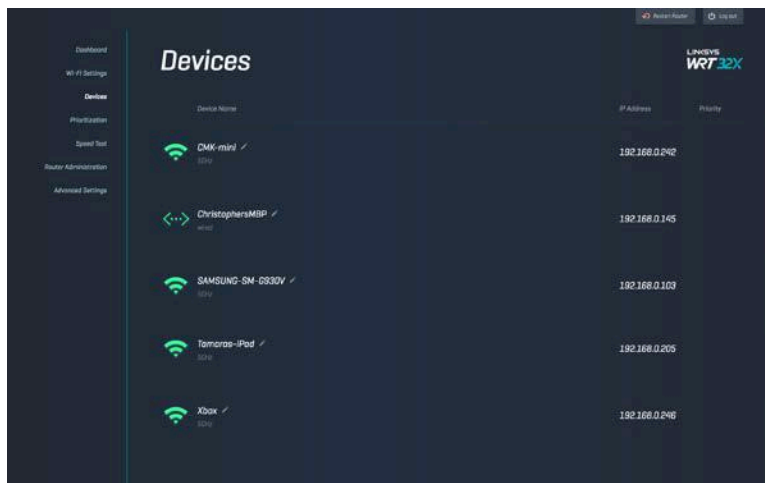 Restart Router
Log out
Dashboard
Wi-Fi Settings
Devices
Prioritization
Speed Test
Router Administration
Advanced Settings
Devices
LINKSYS
WRT32X
Device Name
IP Address
Priority
CMK-mini
5GHz
192.168.0.242
ChristophersMBP
wired
192.168.0.145
SAMSUNG-SM-G930V
5GHz
192.168.0.103
Tamaras-iPad
5GHz
192.168.0.205
Xbox
5GHz
192.168.0.246